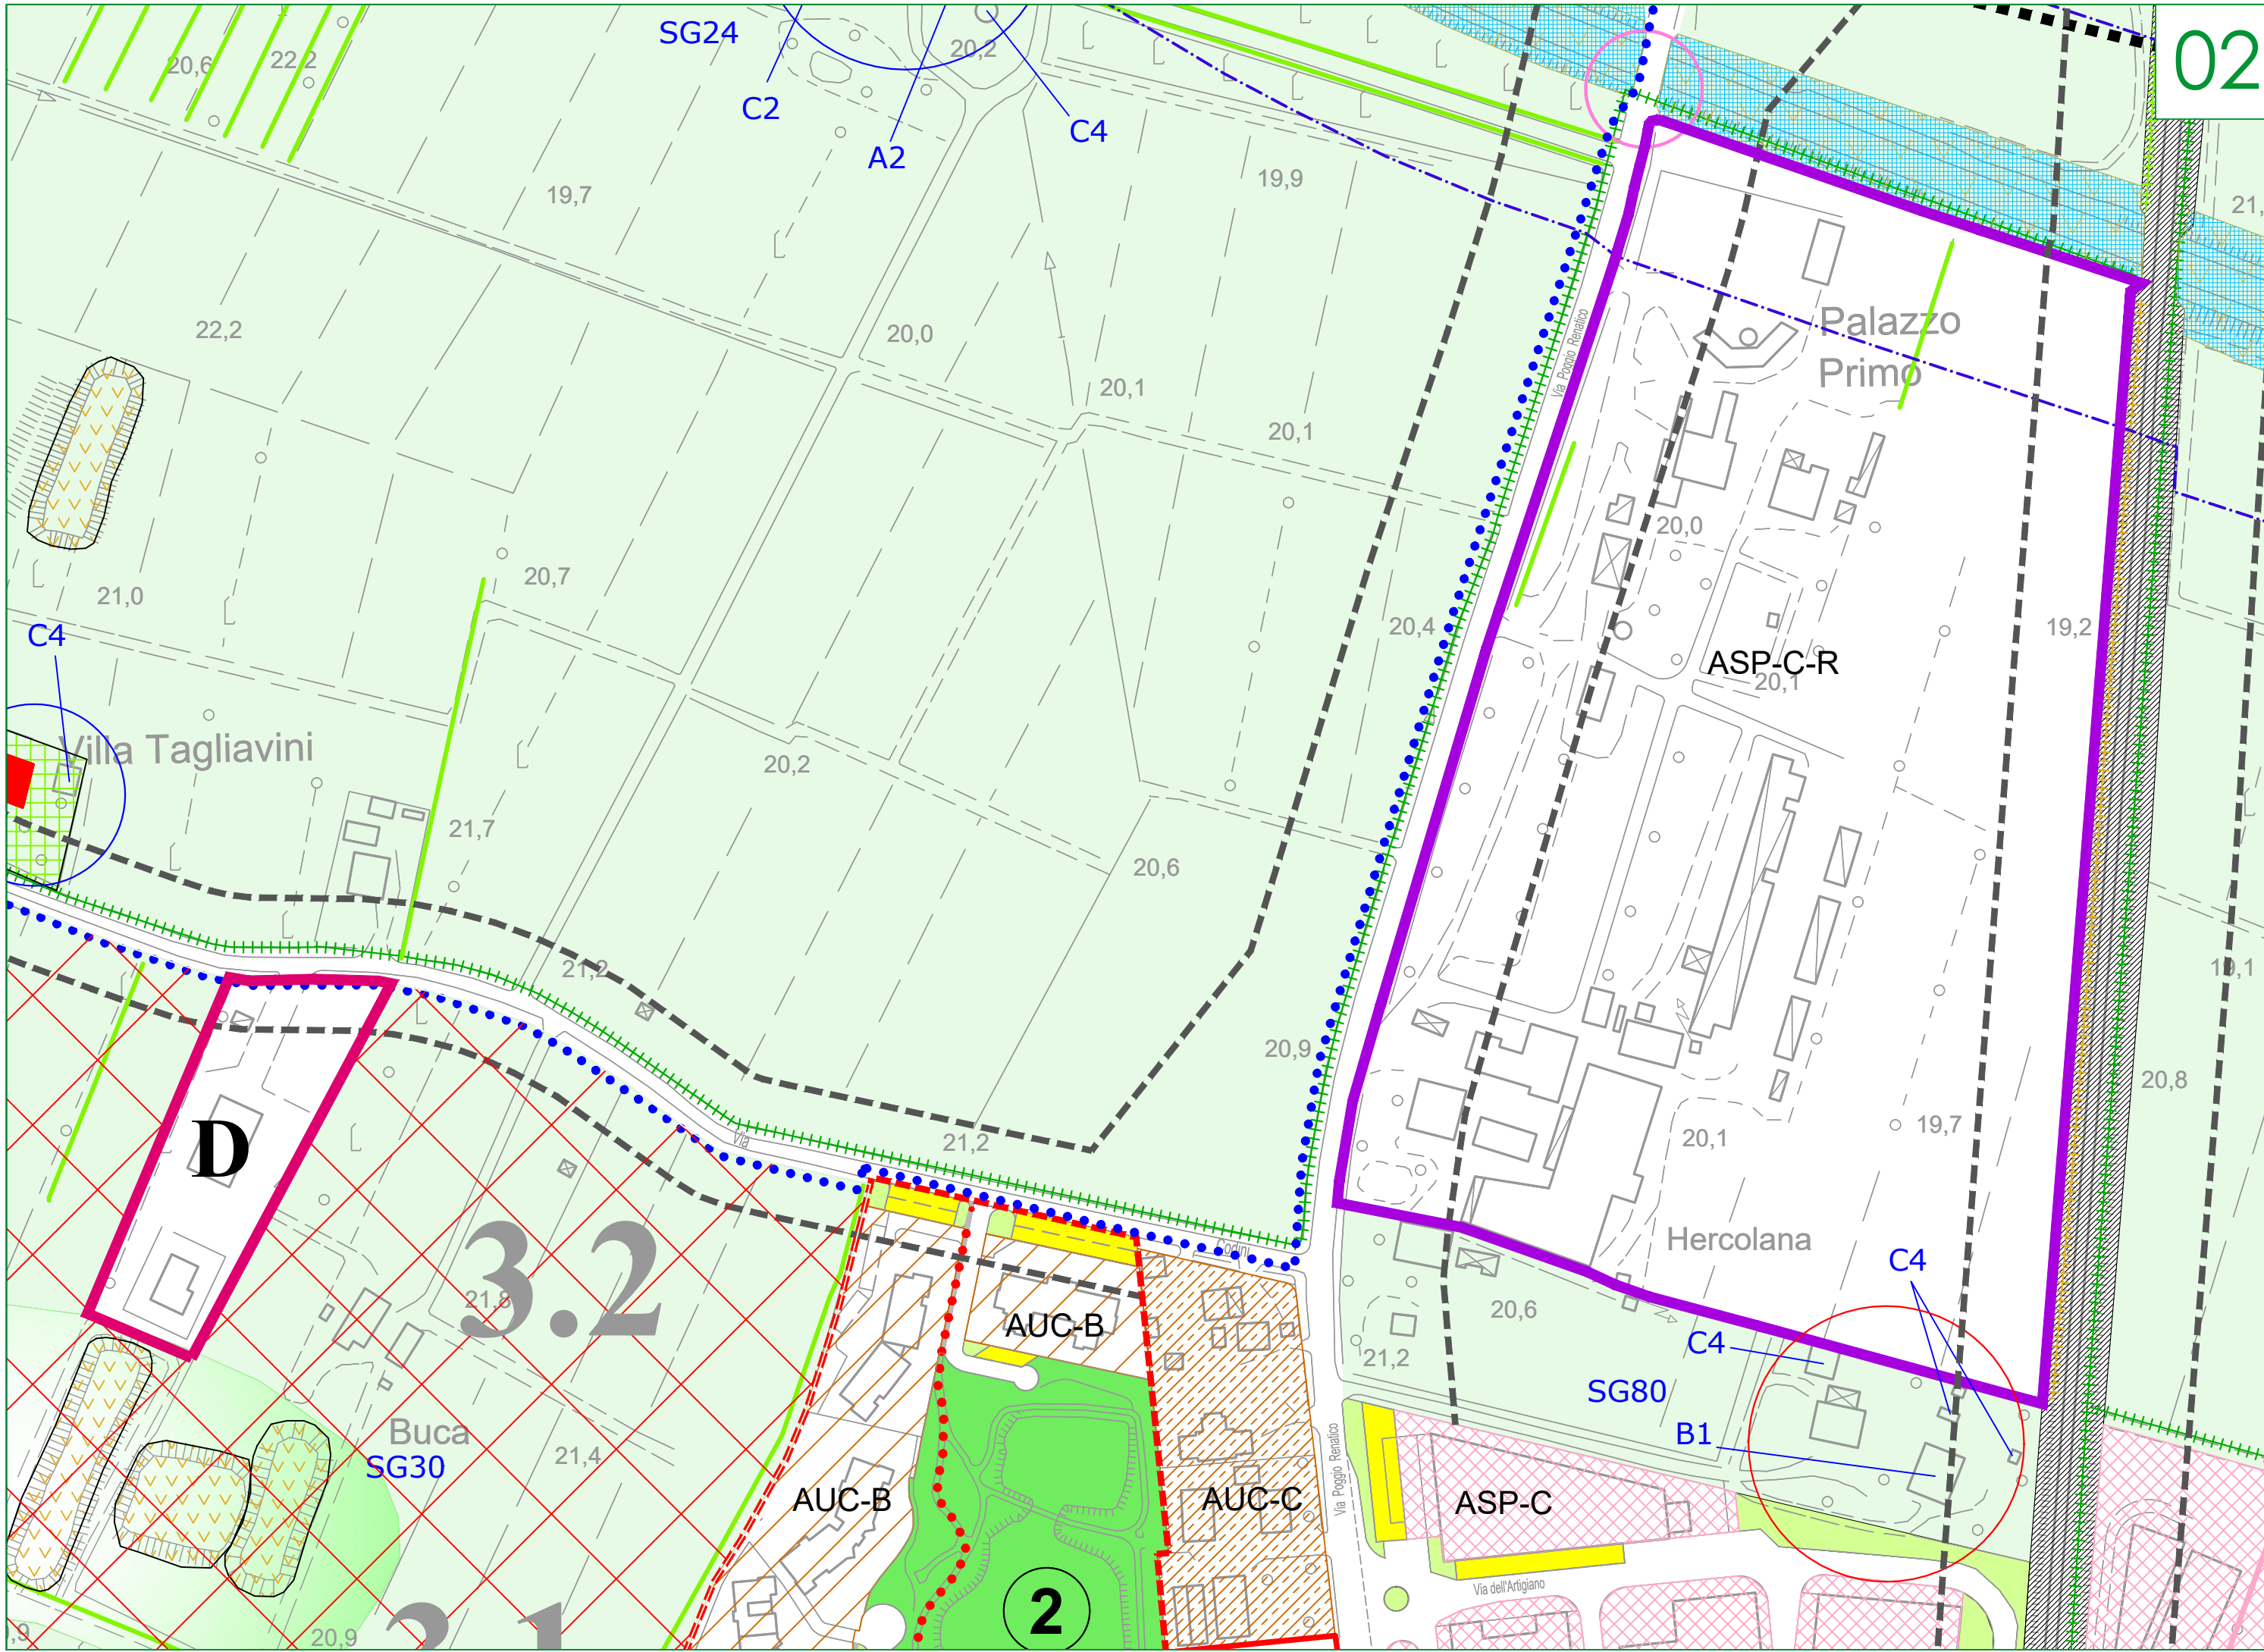 02
SG24
20,6
22,2
20,2
C2
C4
A2
19,7
19,9
21,
22,2
20,0
Palazzo
Primo
Via Poggio Renatico
20,1
20,1
20,0
20,7
21,0
C4
20,4
19,2
ASP-C-R
20,1
Villa Tagliavini
20,2
21,7
20,6
21,2
19,1
20,9
20,8
D
21,2
Via
20,1
19,7
Codini
Hercolana
3.2
21,8
C4
20,6
AUC-B
C4
21,2
SG80
Buca
SG30
21,4
B1
AUC-B
AUC-C
Via Poggio Renatico
ASP-C
Via dell'Artigiano
2
3.1
,9
20,9